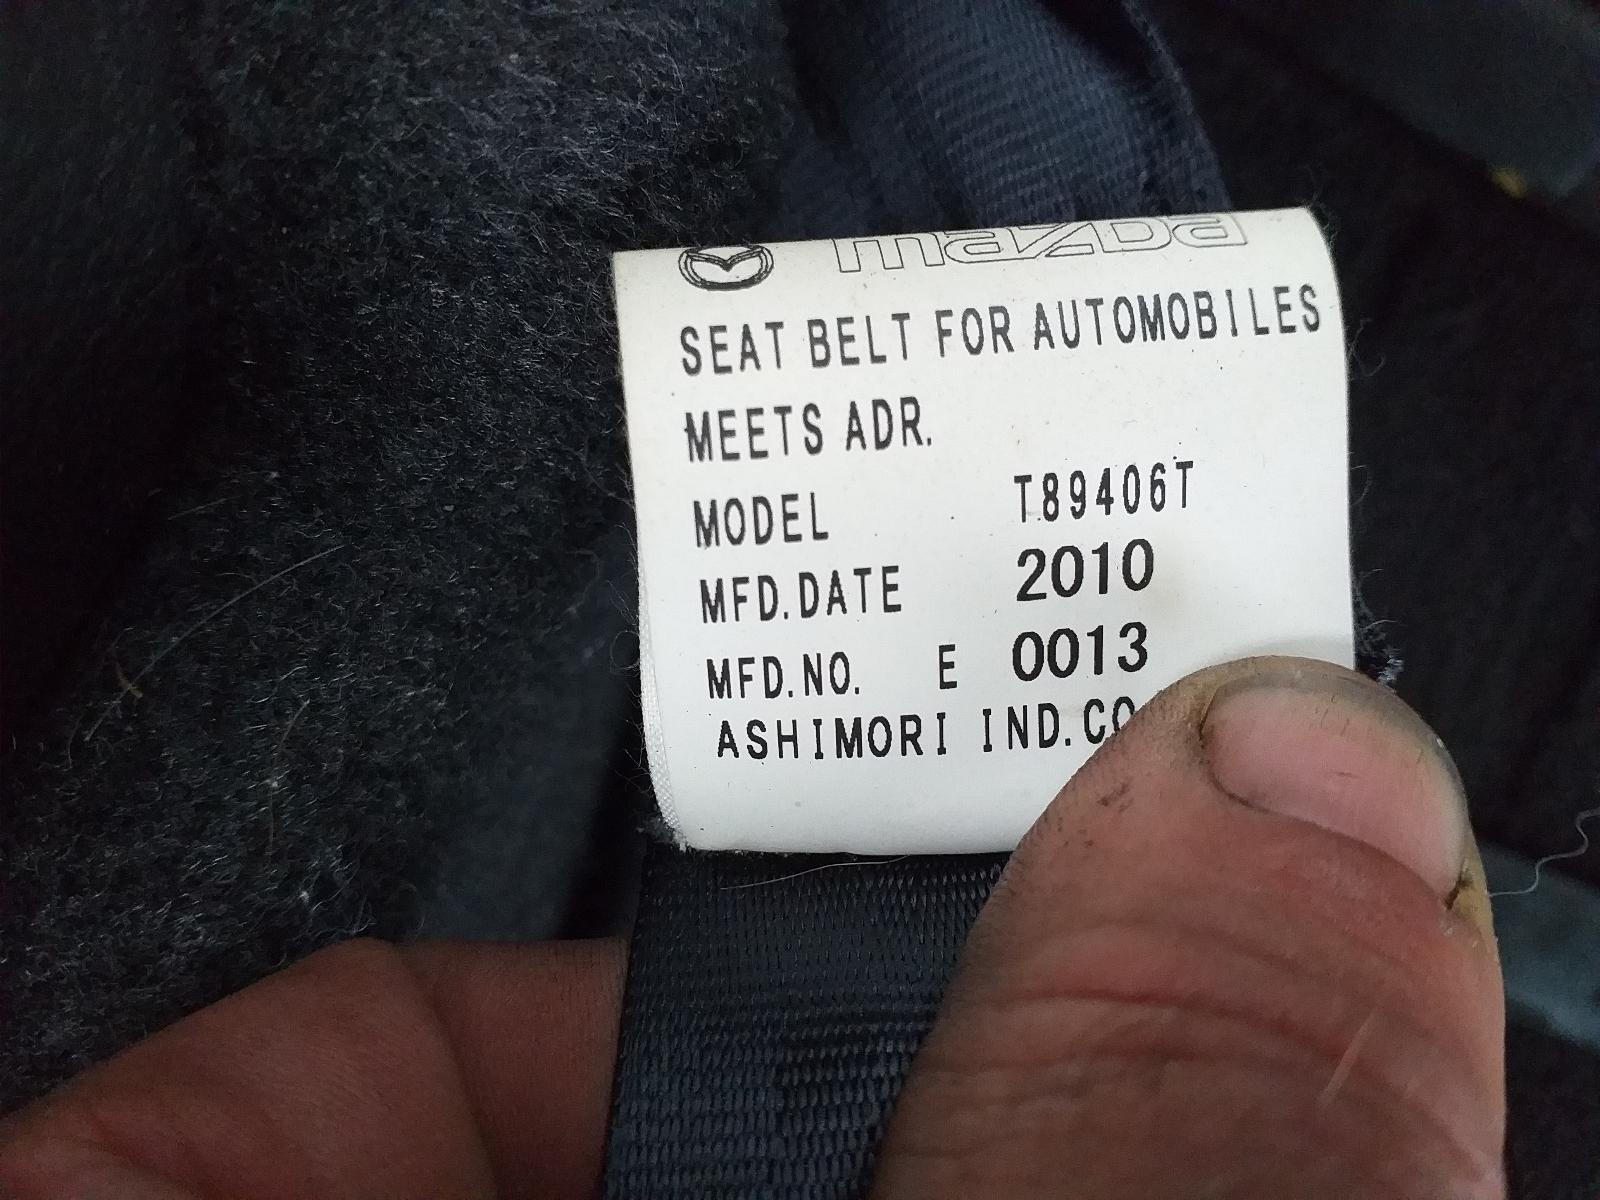 mazda
SEAT BELT FOR AUTOMOBILES
MEETS ADR.
MODEL T89406T
MFD.DATE 2010
MFD.NO. E 0013
ASHIMORI IND.CO